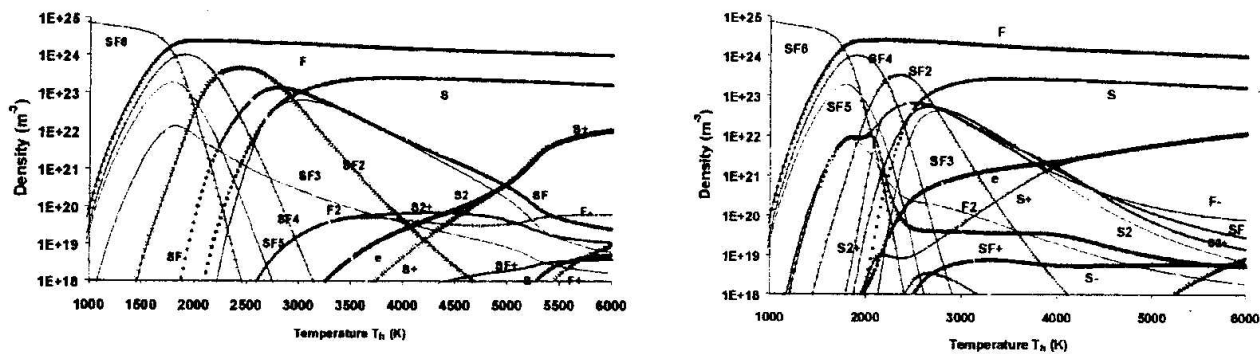 1E+25
1E+24
1E+23
1E+22
1E+21
1E+20
1E+19
1E+18
Density (m-3)
SF6
F
S
S+
SF2
SF3
S2
F2
S2+
SF
F-
SF4
SF5
SF
e
S+
SF+
F+
1000 2000 2500 3000 3500 4000 4500 5000 5500 6000
Temperature Th (K)
1E+25
1E+24
1E+23
1E+22
1E+21
1E+20
1E+19
1E+18
Density (m-3)
F
SF6
SF4
SF2
S
SF5
SF3
e
F2
S+
F-
S2+
S2
SF
SF+
S-
1000 2000 3000 4000 5000 6000
Temperature Th (K)